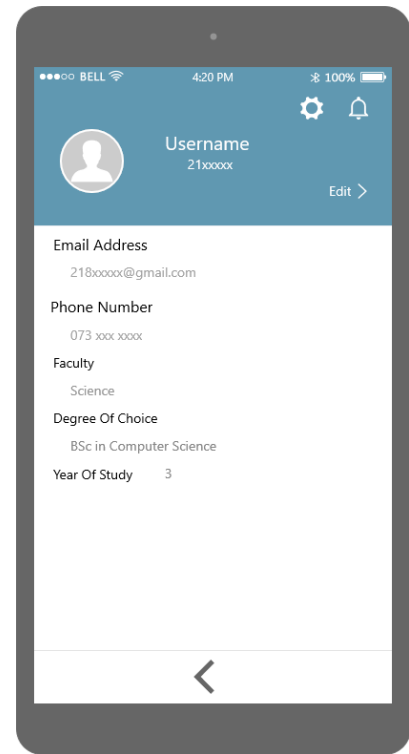 BELL 4:20 PM 100%
Username
21xxxxx
Edit
Email Address
218xxxxx@gmail.com
Phone Number
073 xxx xxxx
Faculty
Science
Degree Of Choice
BSc in Computer Science
Year Of Study 3